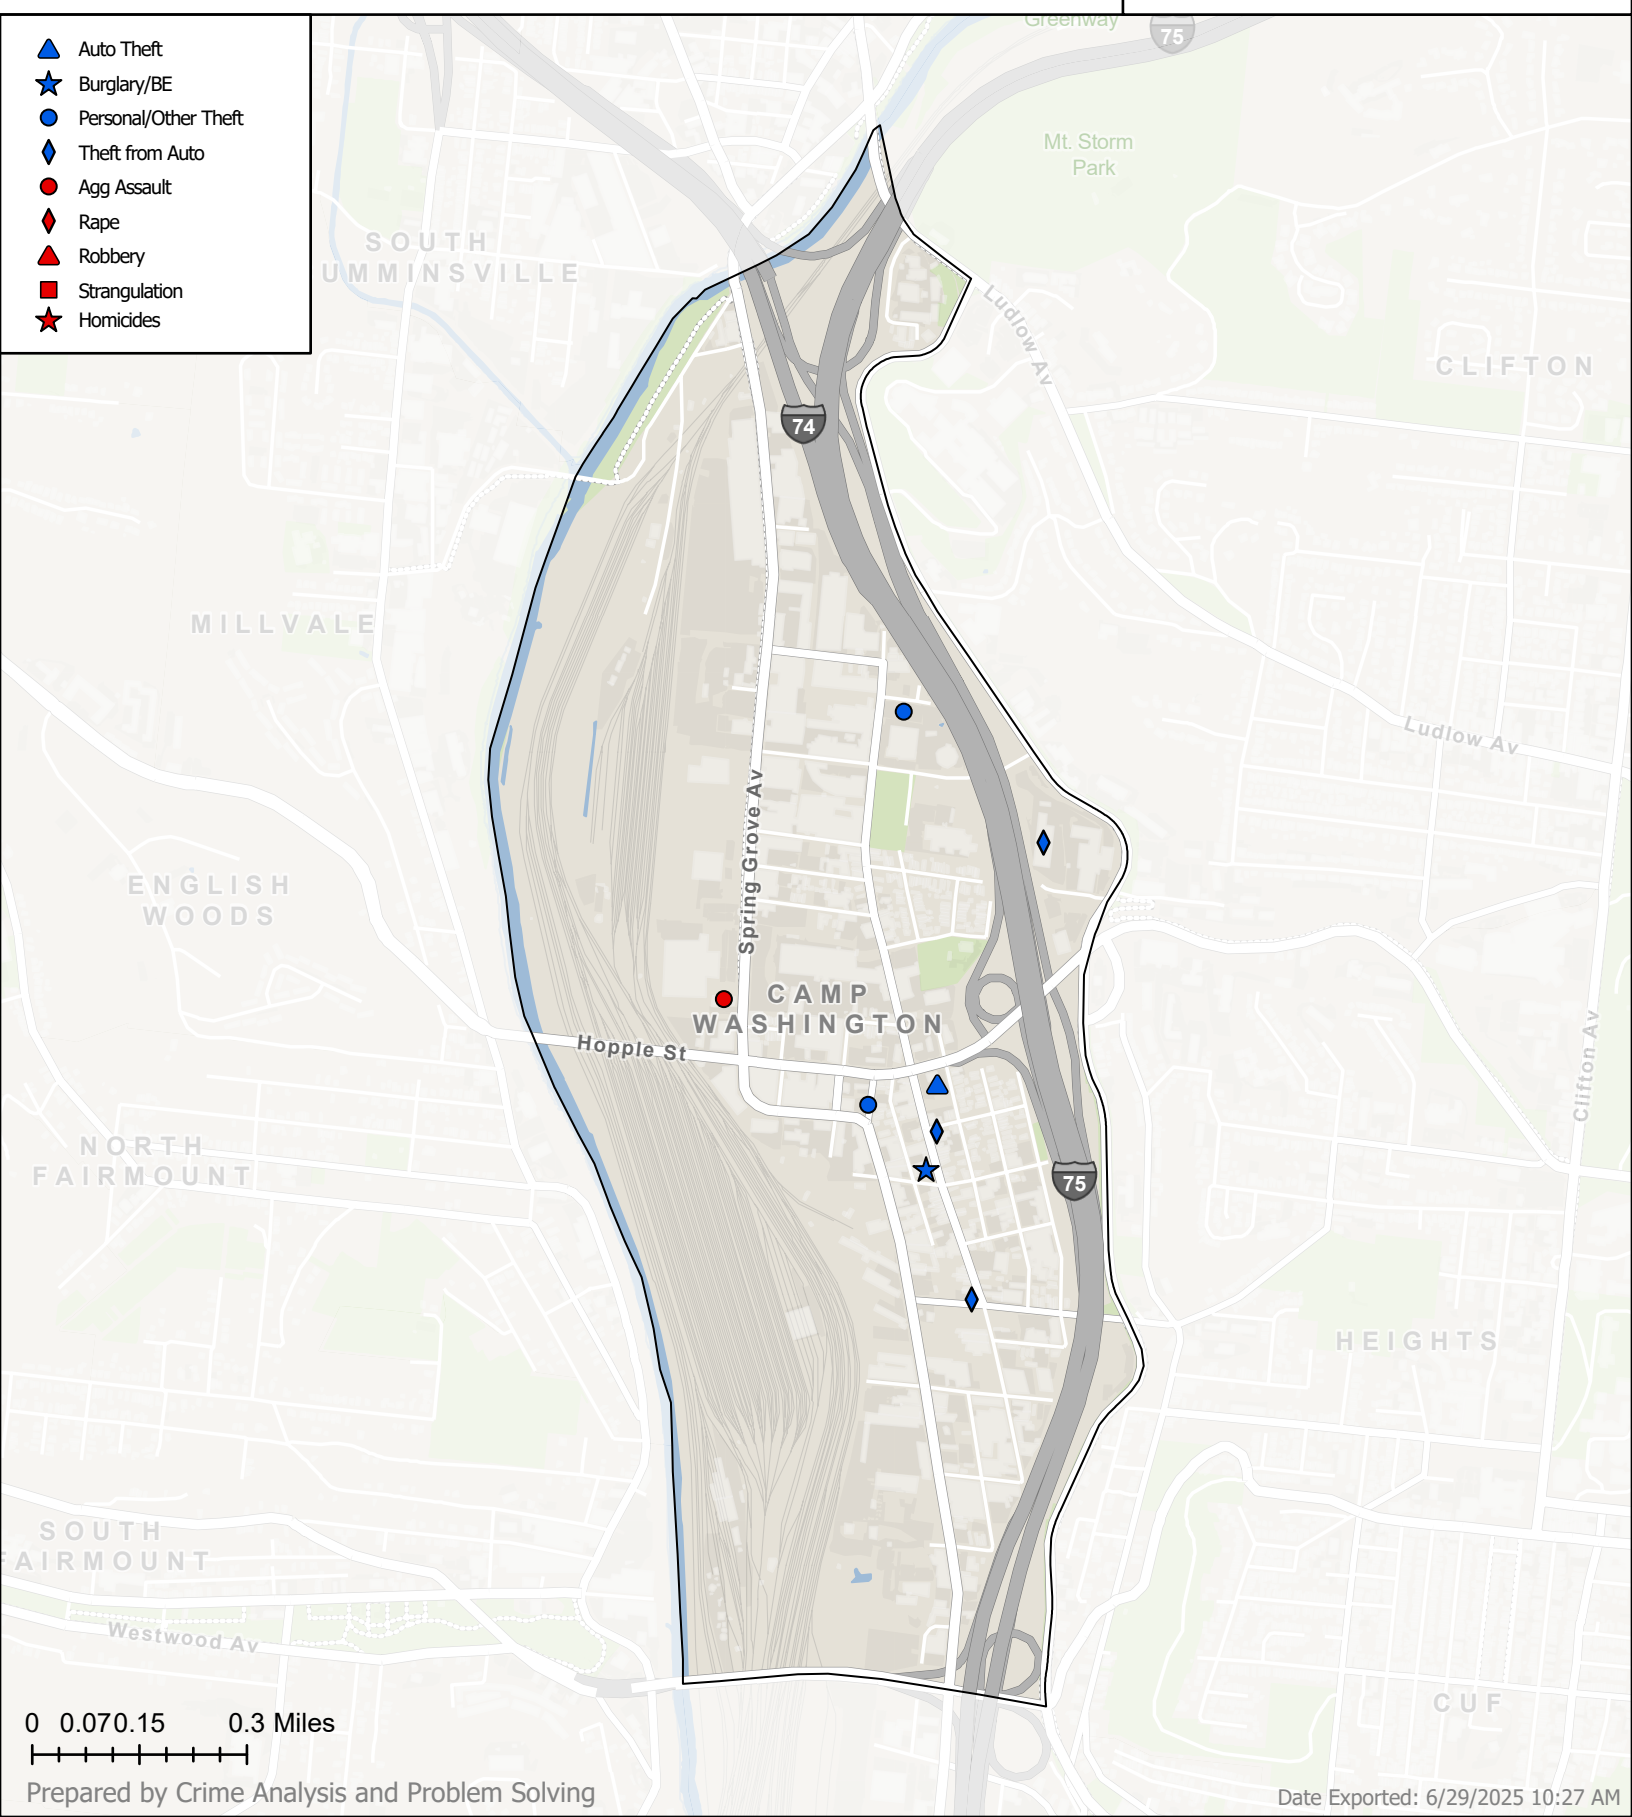 Auto Theft
Burglary/BE
Personal/Other Theft
Theft from Auto
Agg Assault
Rape
Robbery
Strangulation
Homicides
Greenway
75
Mt. Storm
Park
SOUTH
UMMINSVILLE
Ludlow Av
CLIFTON
74
MILLVALE
Ludlow Av
Spring Grove Av
ENGLISH
WOODS
CAMP
WASHINGTON
Hopple St
Clifton Av
NORTH
FAIRMOUNT
75
HEIGHTS
SOUTH
FAIRMOUNT
Westwood Av
CUF
0 0.07 0.15 0.3 Miles
Prepared by Crime Analysis and Problem Solving
Date Exported: 6/29/2025 10:27 AM